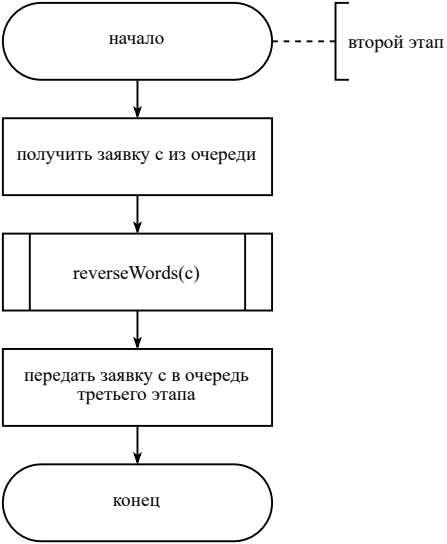 начало
второй этап
получить заявку с из очереди
reverseWords(c)
передать заявку с в очередь
третьего этапа
конец